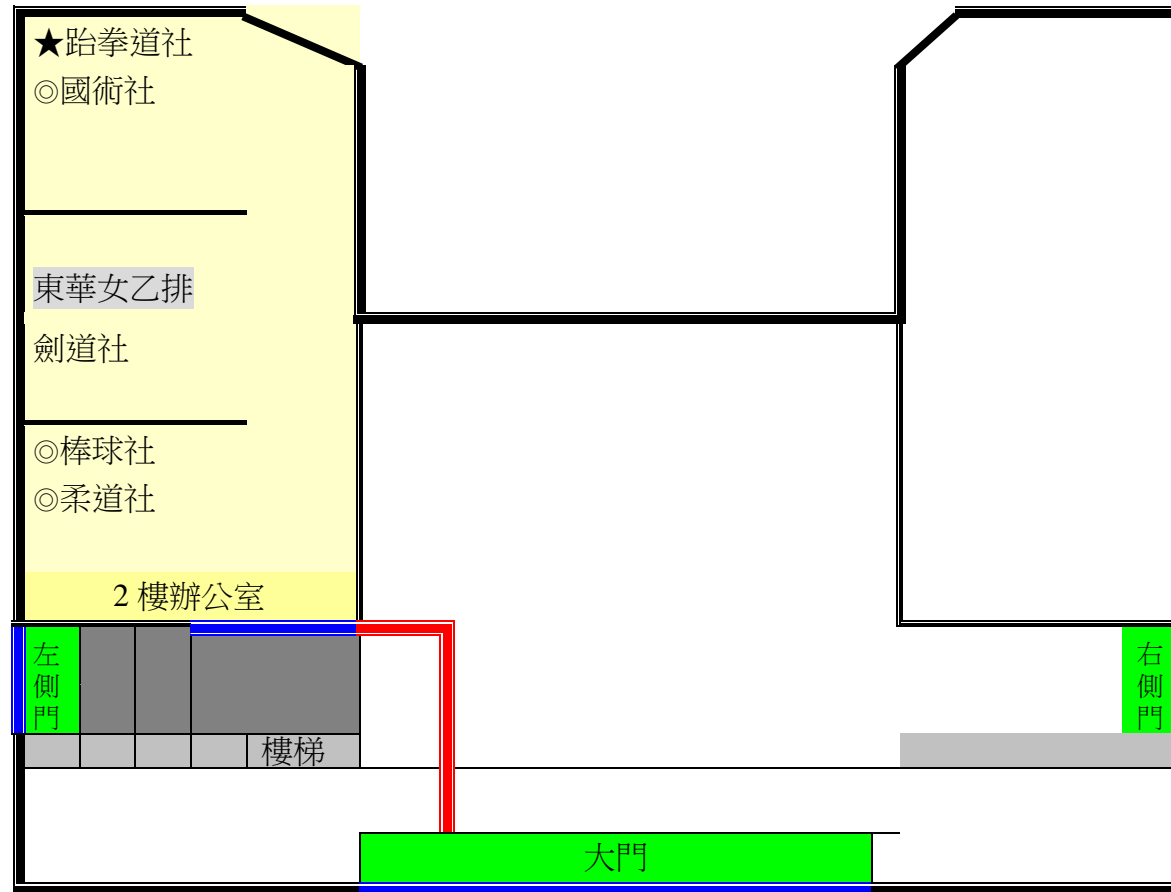 ★跆拳道社
◎國術社
東華女乙排
劍道社
◎棒球社
◎柔道社
2 樓辦公室
左側門
右側門
樓梯
大門